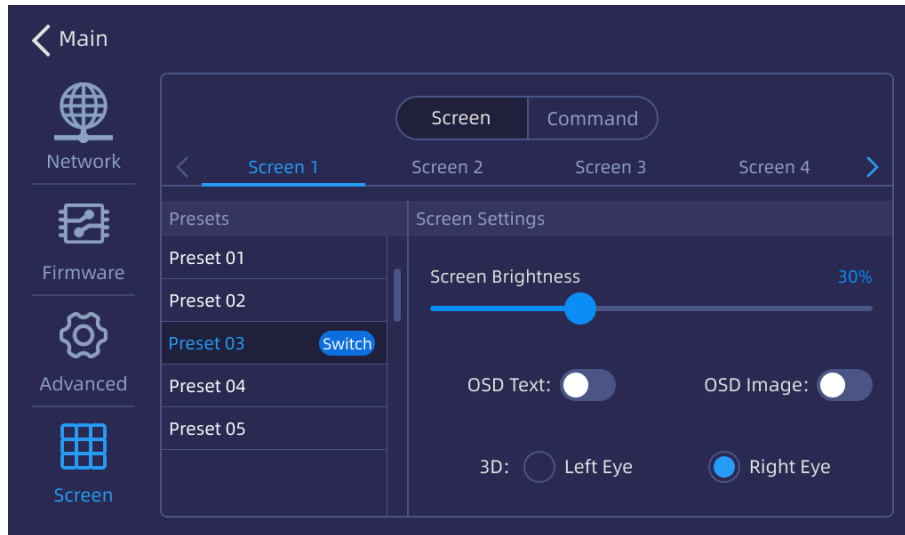 Main
Network
Firmware
Advanced
Screen
Screen Command
Screen 1 Screen 2 Screen 3 Screen 4
Presets
Preset 01
Preset 02
Preset 03 Switch
Preset 04
Preset 05
Screen Settings
Screen Brightness 30%
OSD Text: OSD Image:
3D: Left Eye Right Eye